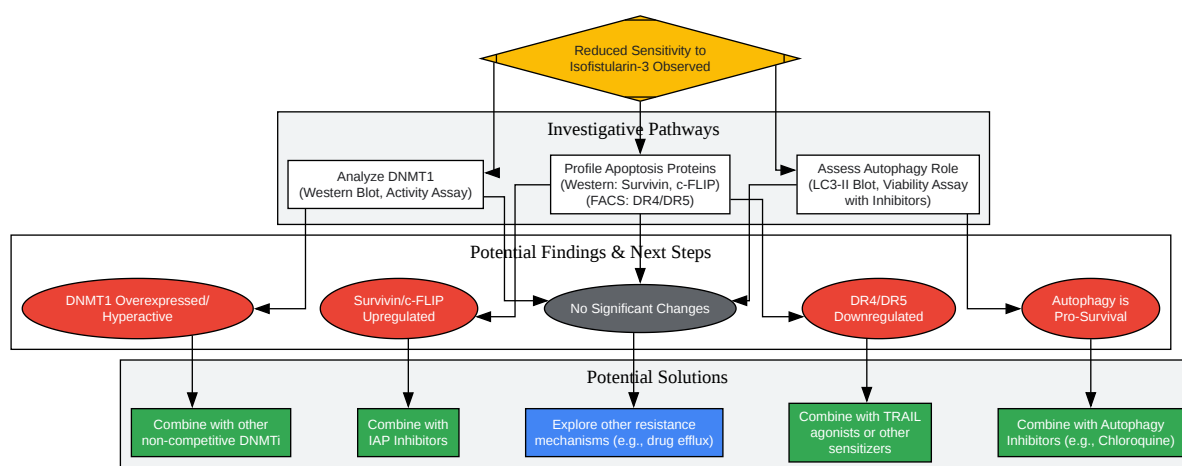 Reduced Sensitivity to
Isofistularin-3 Observed
Investigative Pathways
Analyze DNMT1
(Western Blot, Activity Assay)
Profile Apoptosis Proteins
(Western: Survivin, c-FLIP)
(FACS: DR4/DR5)
Assess Autophagy Role
(LC3-II Blot, Viability Assay
with Inhibitors)
Potential Findings & Next Steps
DNMT1 Overexpressed/
Hyperactive
Survivin/c-FLIP
Upregulated
No Significant Changes
DR4/DR5
Downregulated
Autophagy is
Pro-Survival
Potential Solutions
Combine with other
non-competitive DNMTi
Combine with
IAP Inhibitors
Explore other resistance
mechanisms (e.g., drug efflux)
Combine with TRAIL
agonists or other
sensitizers
Combine with Autophagy
Inhibitors (e.g., Chloroquine)